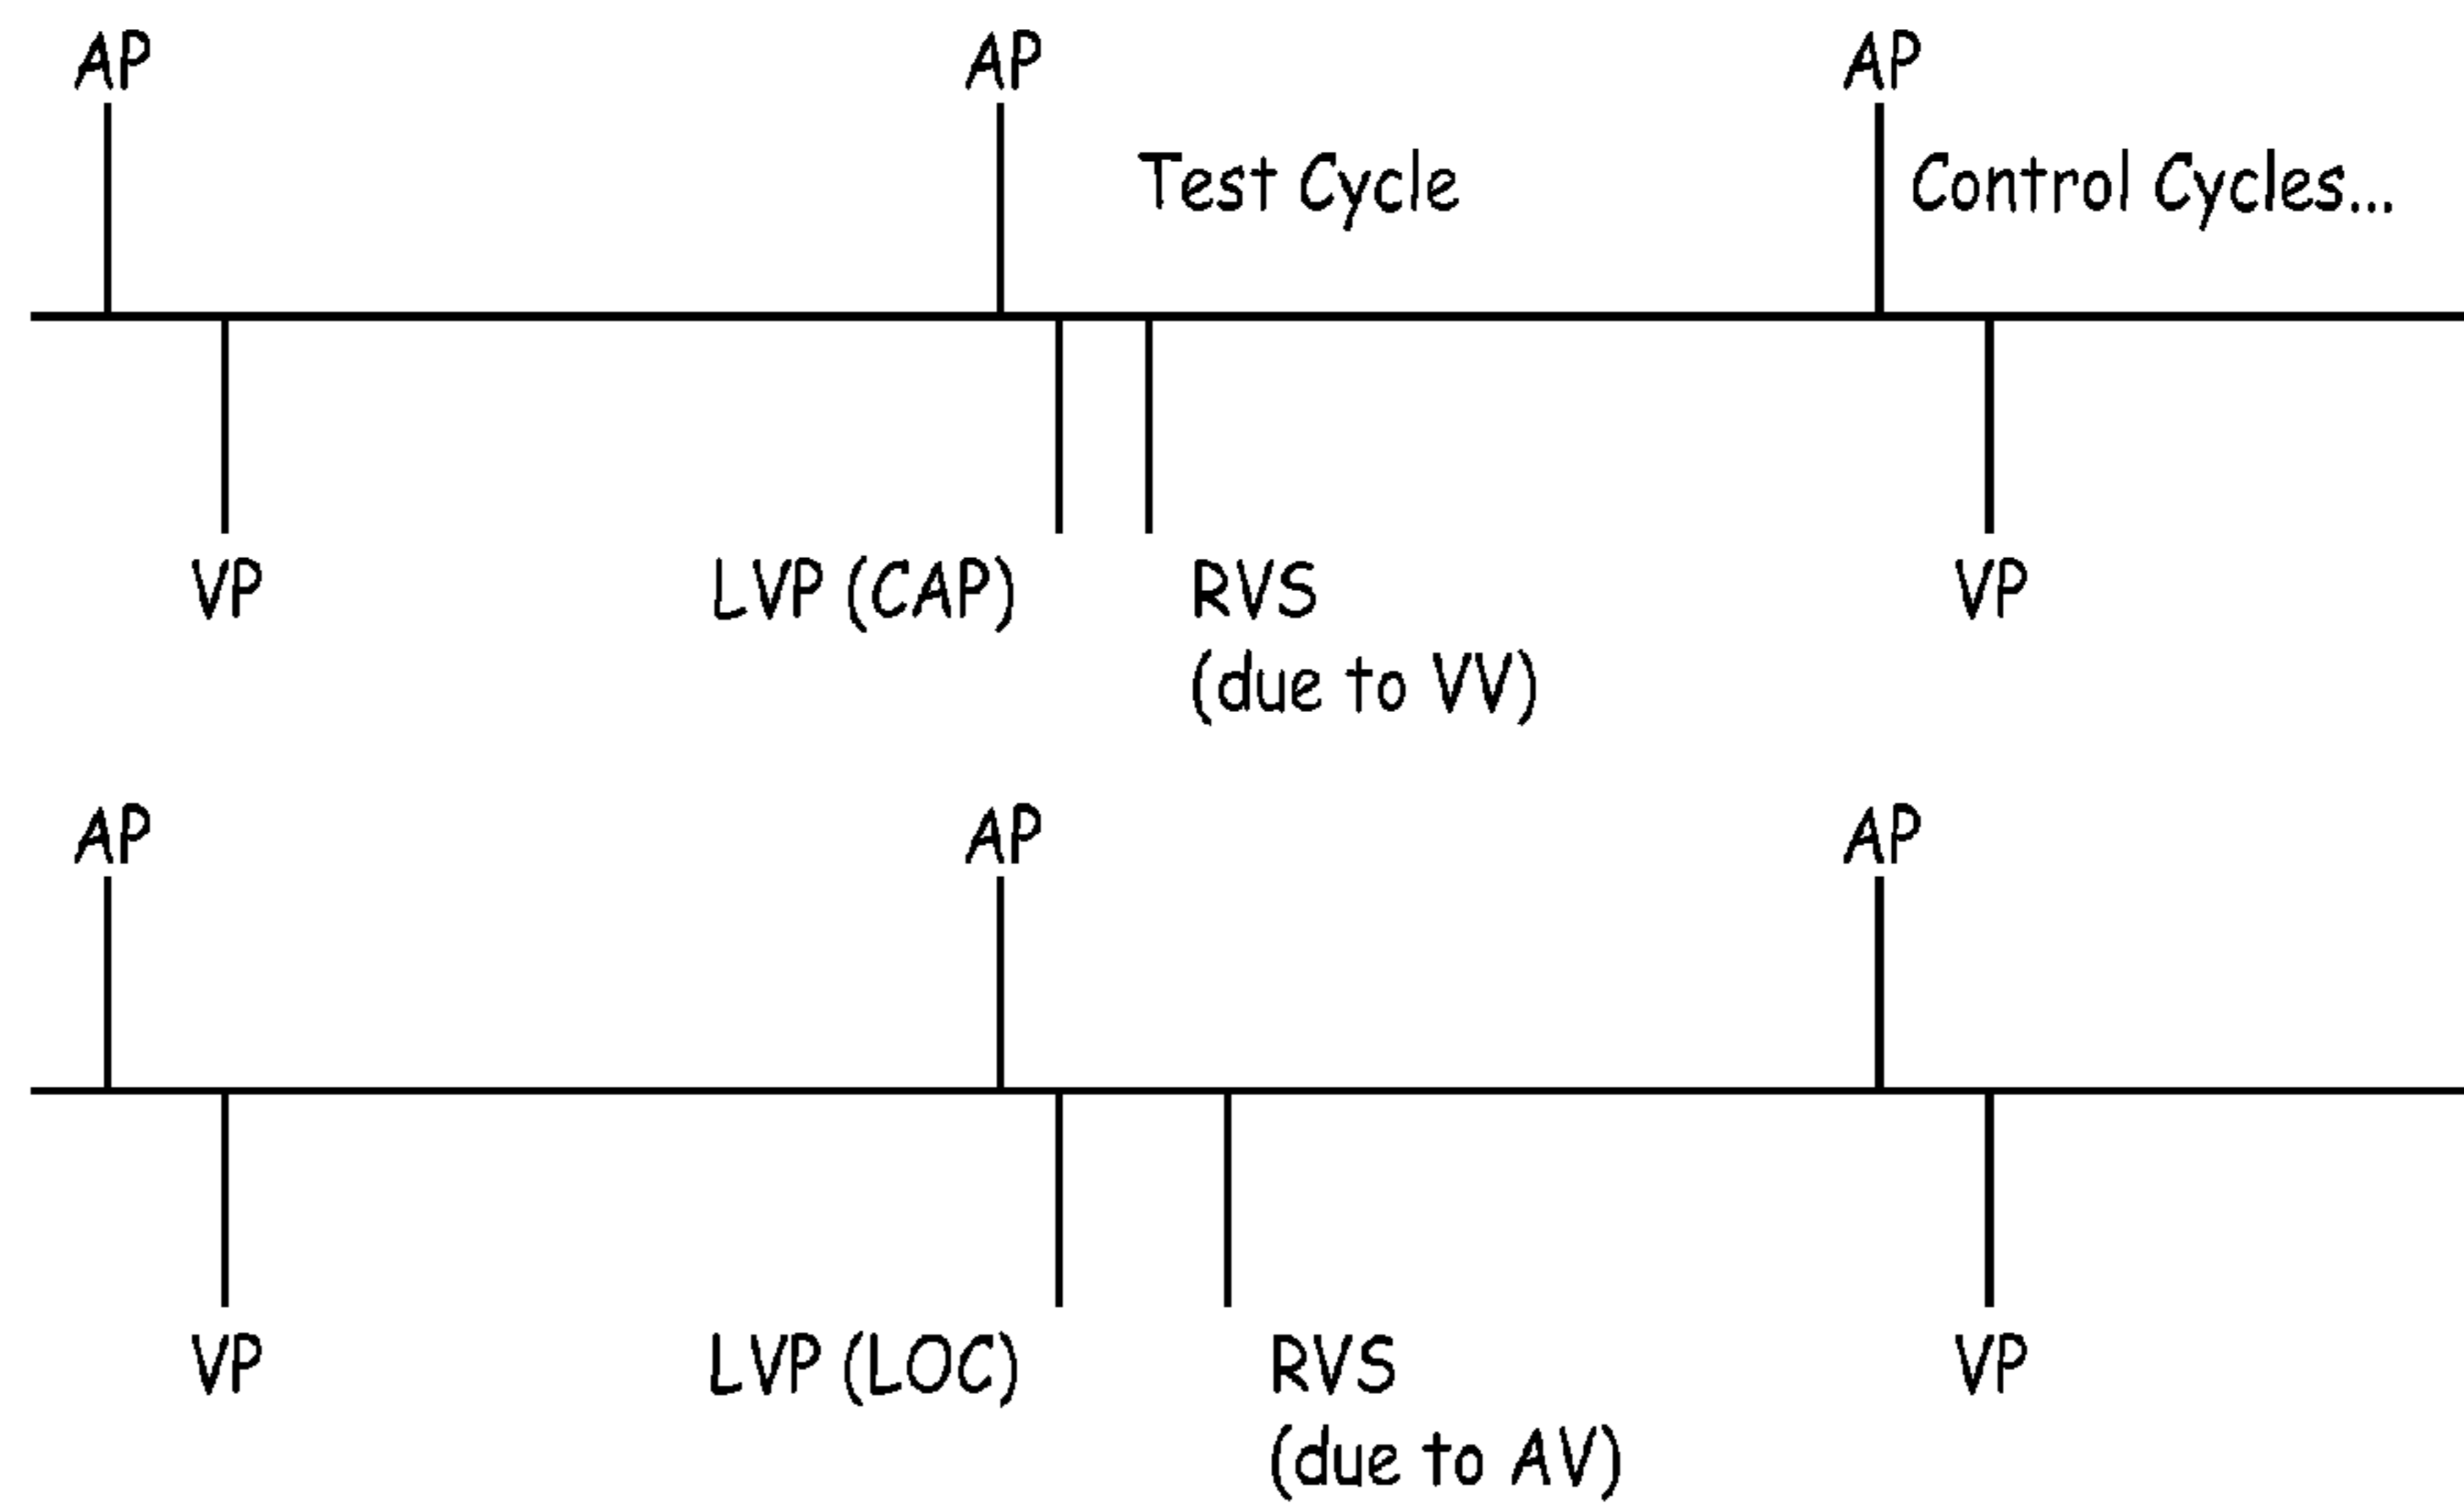 AP AP AP
Test Cycle Control Cycles...
VP LVP (CAP) RVS VP
(due to VV)
AP AP AP
VP LVP (LOC) RVS VP
(due to AV)